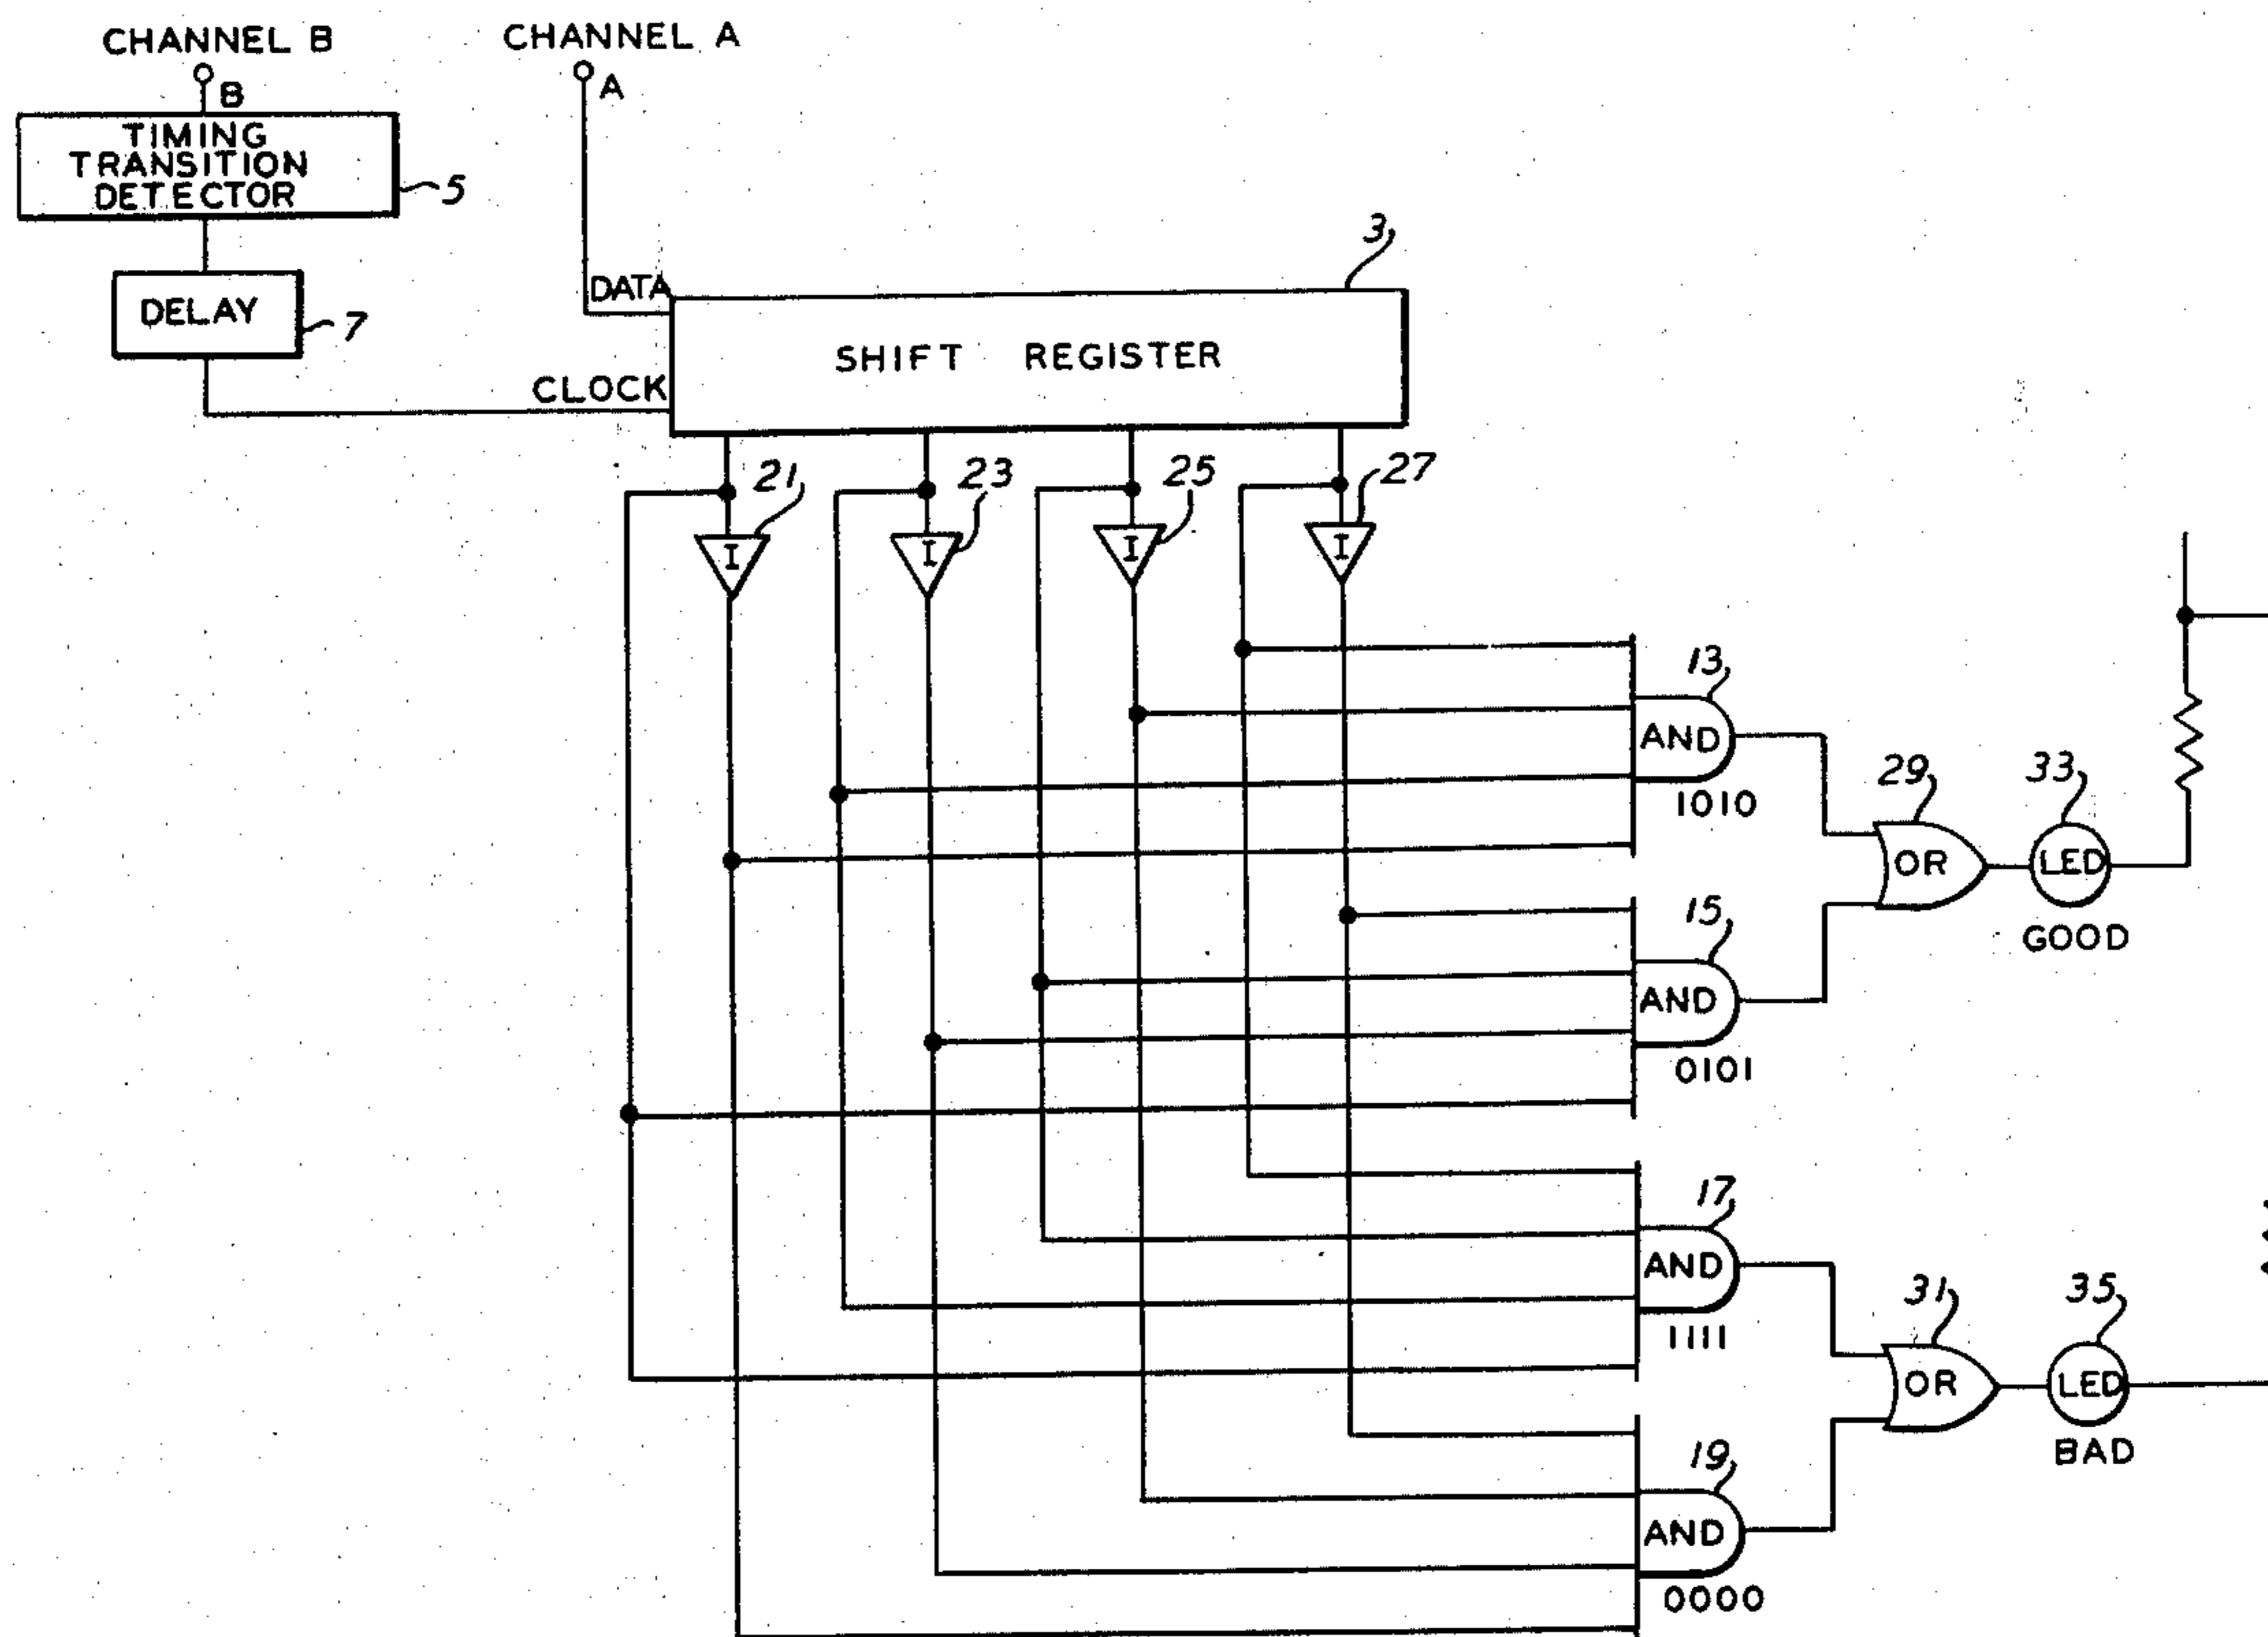 CHANNEL B
CHANNEL A
B
A
TIMING
TRANSITION
DETECTOR
5
3
DATA
DELAY
7
SHIFT REGISTER
CLOCK
21
23
25
27
I
I
I
I
13
AND
1010
29
33
OR
LED
GOOD
15
AND
0101
17
AND
1111
31
35
OR
LED
BAD
19
AND
0000